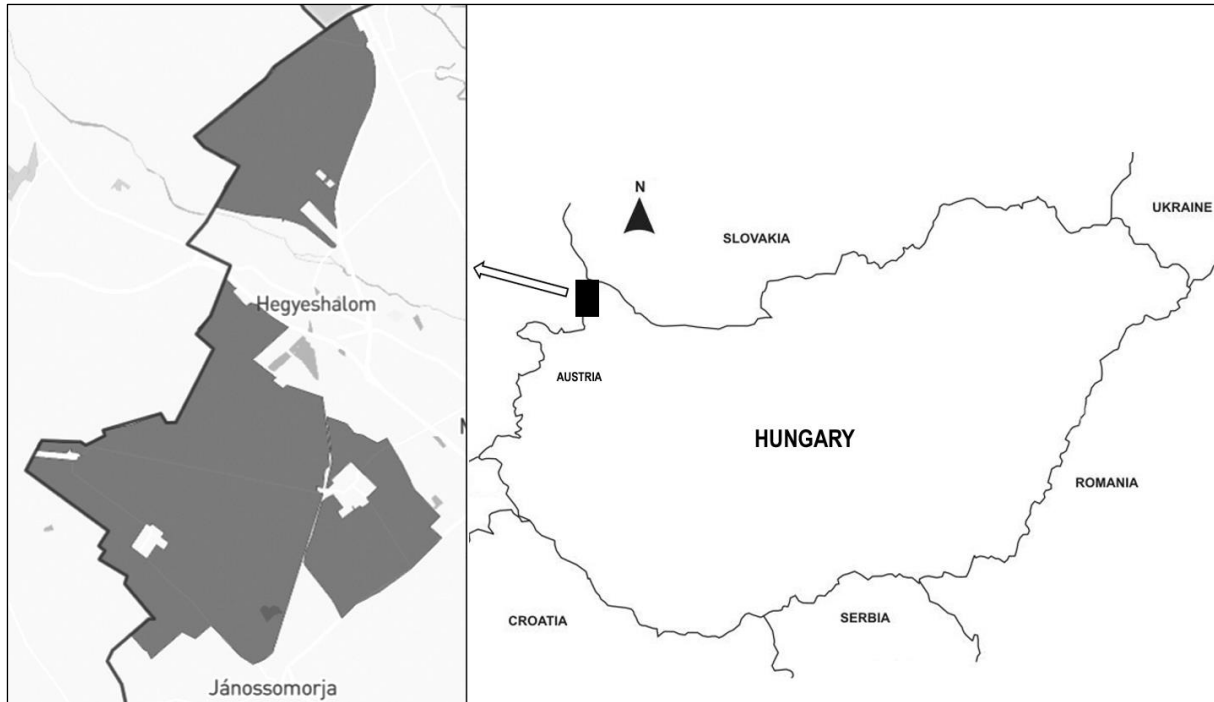 Hegyeshalom
Jánossomorja
N
SLOVAKIA
UKRAINE
AUSTRIA
HUNGARY
ROMANIA
CROATIA
SERBIA